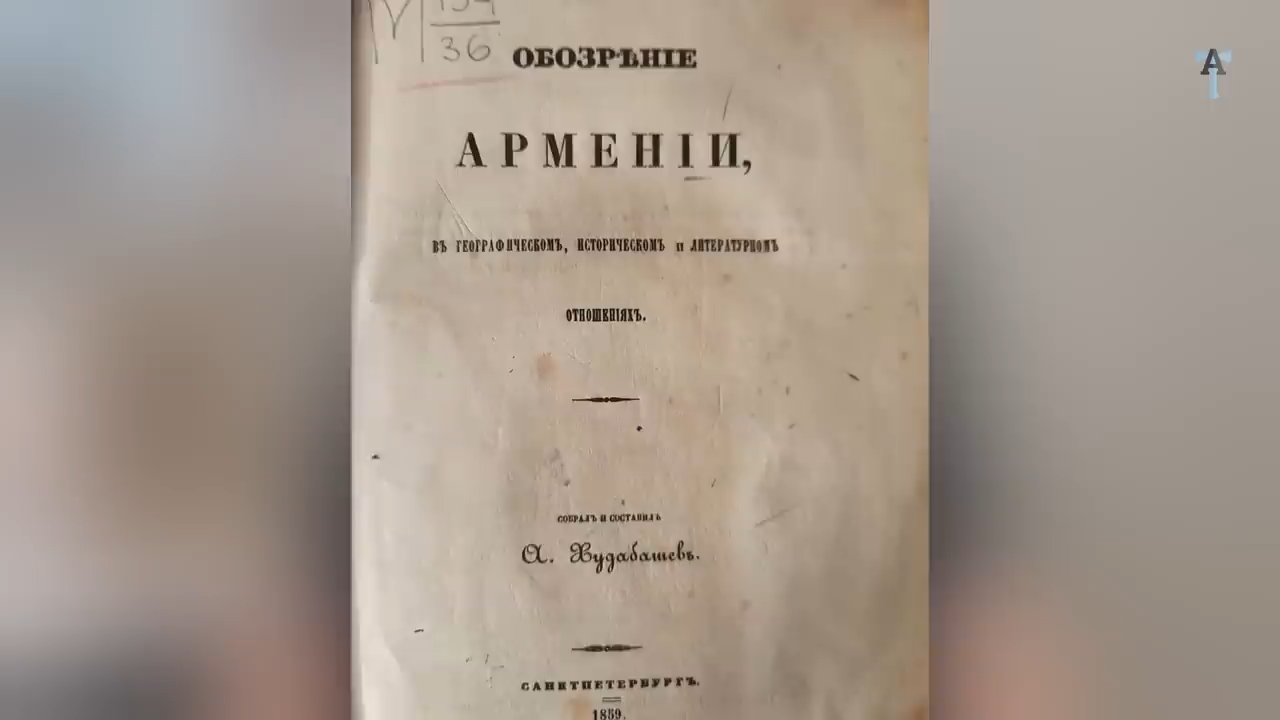 36
ОБОЗРѢНІЕ
АРМЕНІИ,
ВЪ ГЕОГРАФИЧЕСКОМЪ, ИСТОРИЧЕСКОМЪ И ЛИТЕРАТУРНОМЪ
ОТНОШЕНІЯХЪ.
СОБРАЛЪ И СОСТАВИЛЪ
А. Худабашевъ.
САНКТПЕТЕРБУРГЪ.
1859.